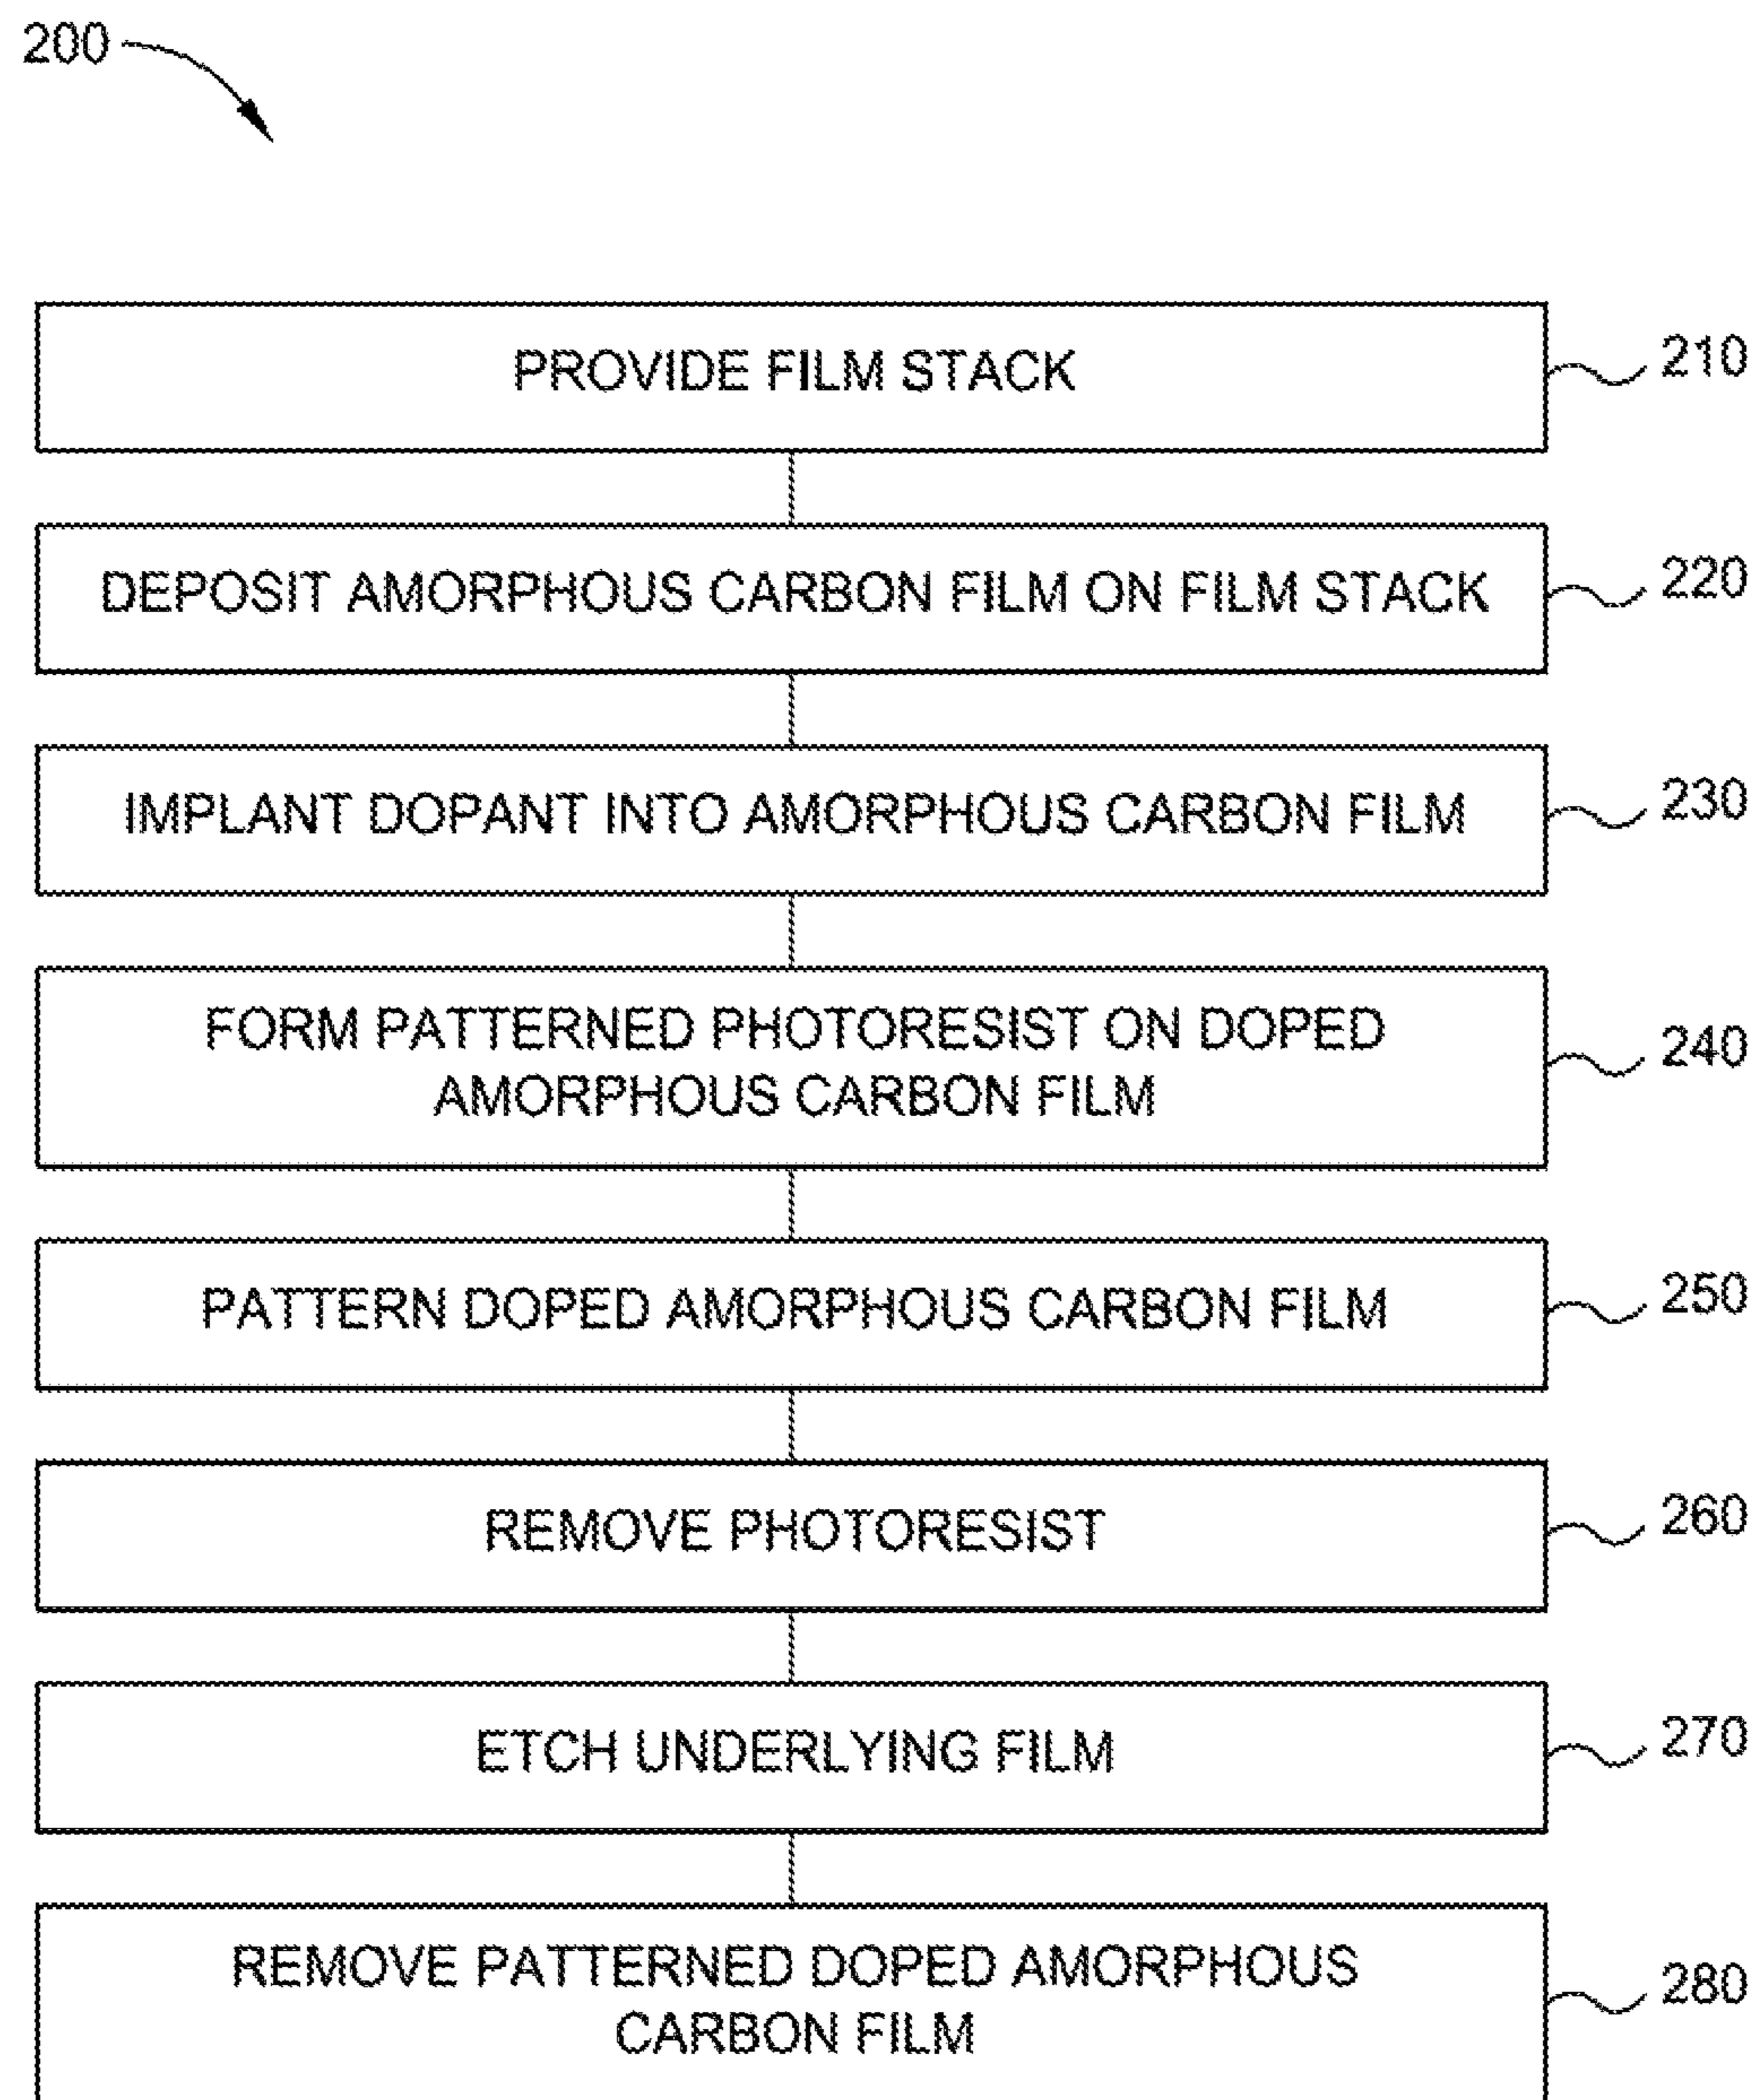 200
PROVIDE FILM STACK
210
DEPOSIT AMORPHOUS CARBON FILM ON FILM STACK
220
IMPLANT DOPANT INTO AMORPHOUS CARBON FILM
230
FORM PATTERNED PHOTORESIST ON DOPED
AMORPHOUS CARBON FILM
240
PATTERN DOPED AMORPHOUS CARBON FILM
250
REMOVE PHOTORESIST
260
ETCH UNDERLYING FILM
270
REMOVE PATTERNED DOPED AMORPHOUS
CARBON FILM
280